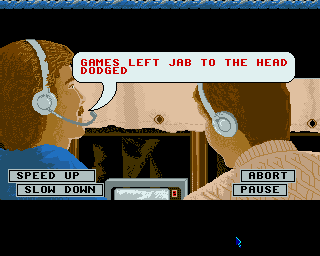 GAMES LEFT JAB TO THE HEAD
DODGED
SPEED UP
ABORT
SLOW DOWN
PAUSE